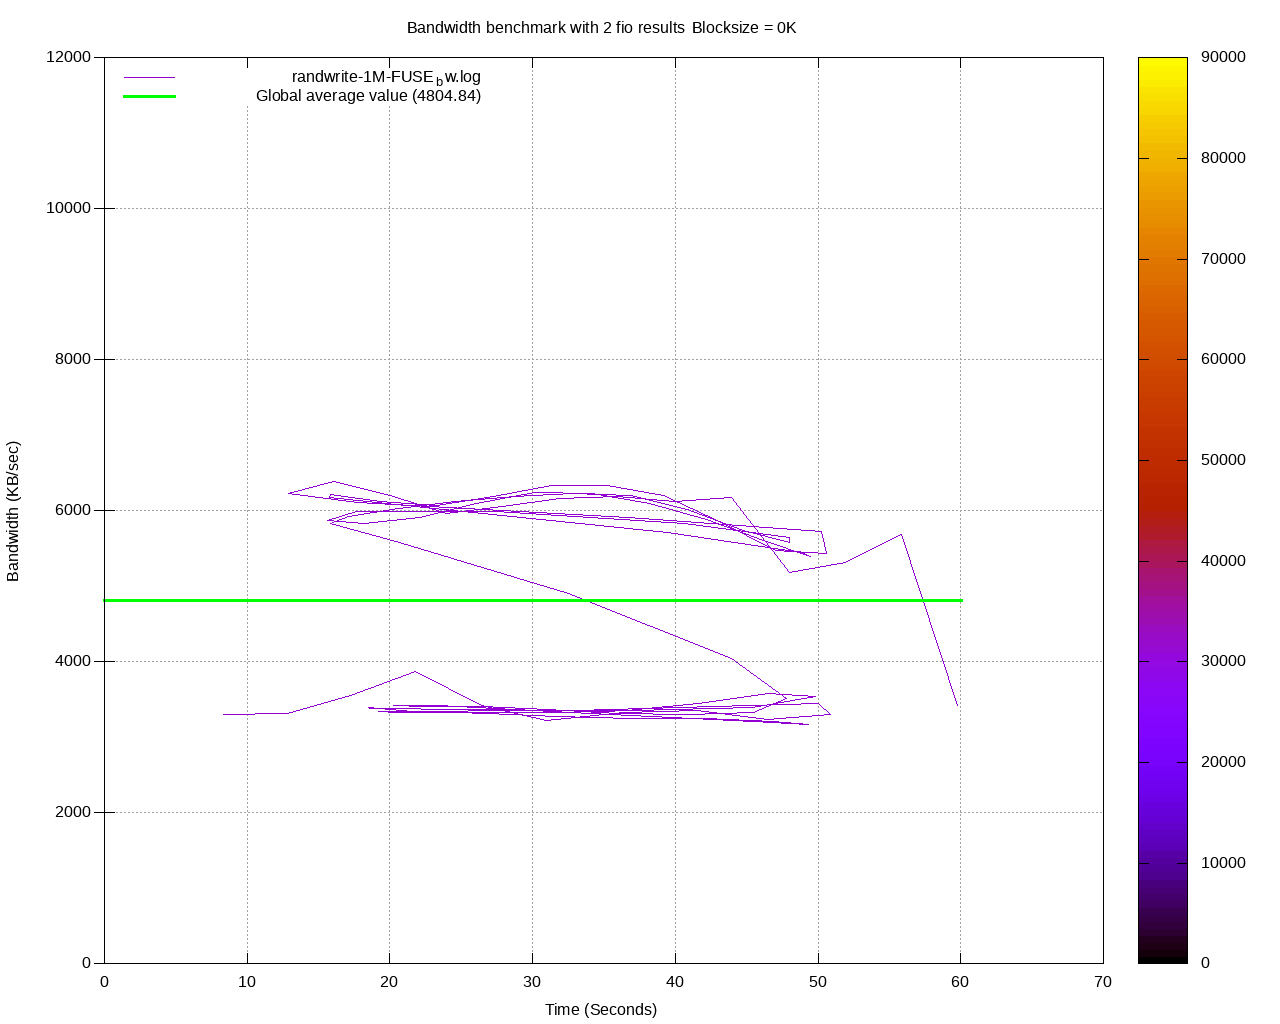 Bandwidth benchmark with 2 fio results Blocksize = 0K
randwrite-1M-FUSE_bw.log
Global average value (4804.84)
12000
10000
8000
6000
4000
2000
0
Bandwidth (KB/sec)
0 10 20 30 40 50 60 70
Time (Seconds)
90000
80000
70000
60000
50000
40000
30000
20000
10000
0